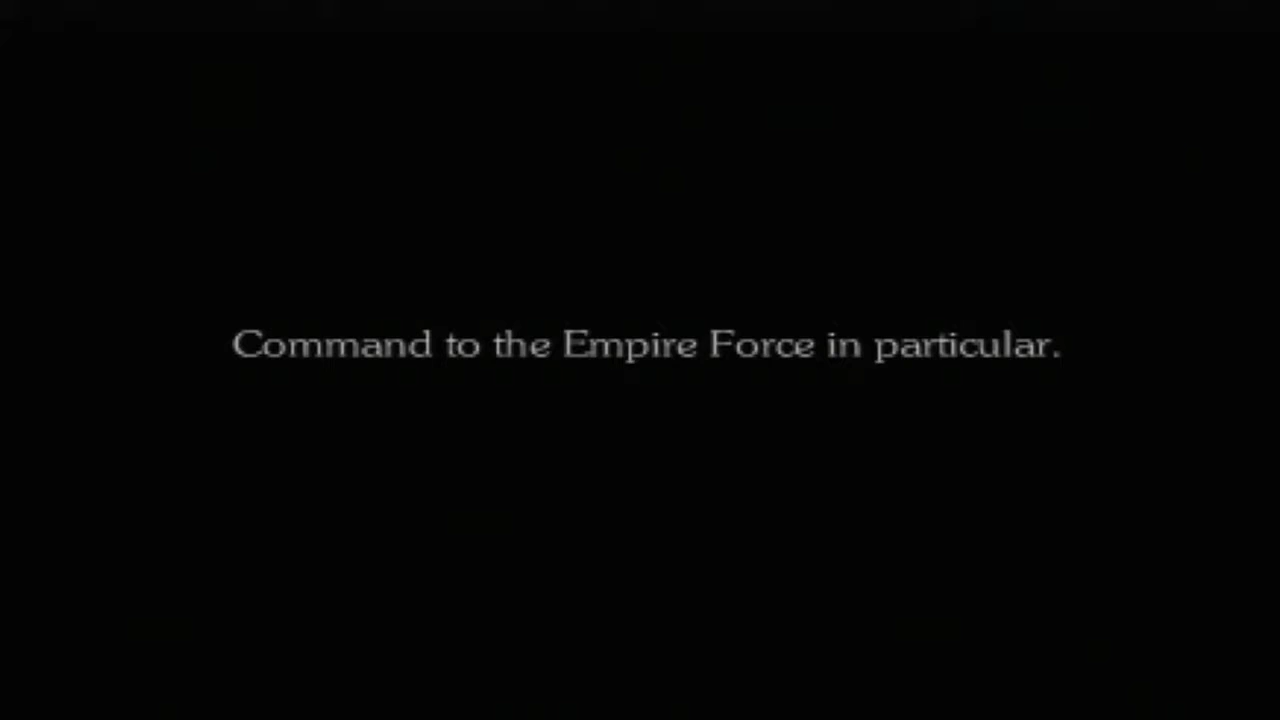 Command to the Empire Force in particular.